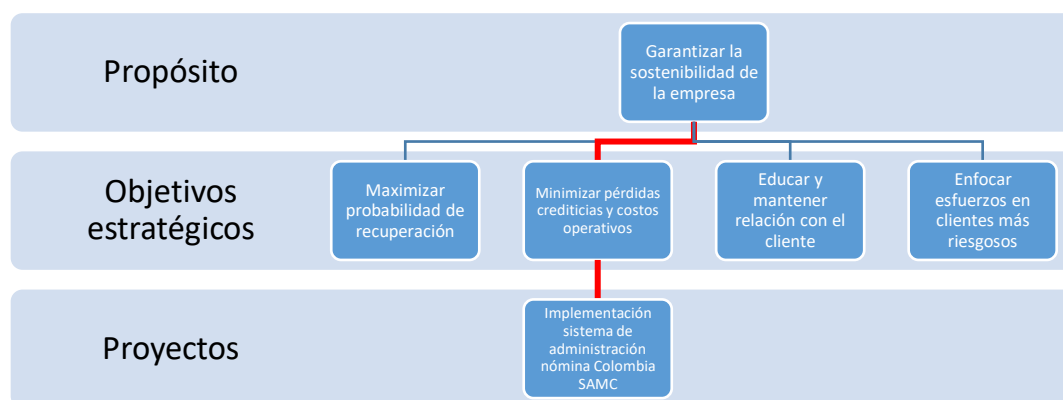 Propósito
Garantizar la
sostenibilidad de
la empresa
Objetivos
estratégicos
Maximizar
probabilidad de
recuperación
Minimizar pérdidas
crediticias y costos
operativos
Educar y
mantener
relación con el
cliente
Enfocar
esfuerzos en
clientes más
riesgosos
Proyectos
Implementación
sistema de
administración
nómina Colombia
SAMC